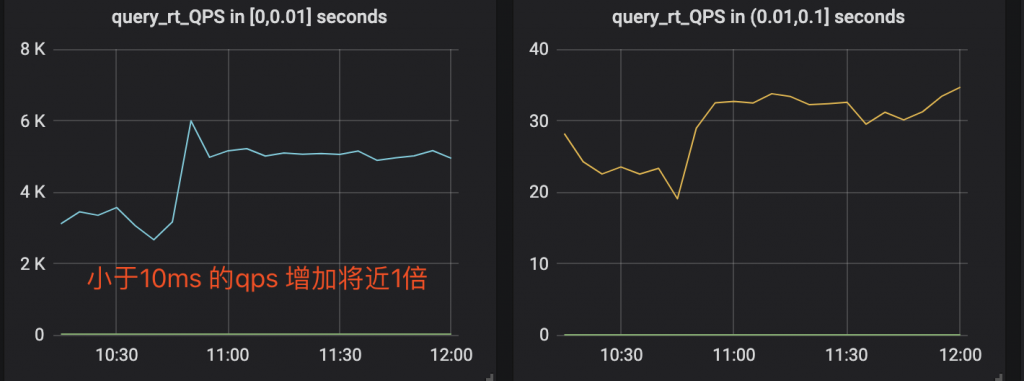 query_rt_QPS in [0,0.01] seconds
8 K
6 K
4 K
2 K
0
10:30 11:00 11:30 12:00
小于10ms 的qps 增加将近1倍
query_rt_QPS in (0.01,0.1] seconds
40
30
20
10
0
10:30 11:00 11:30 12:00